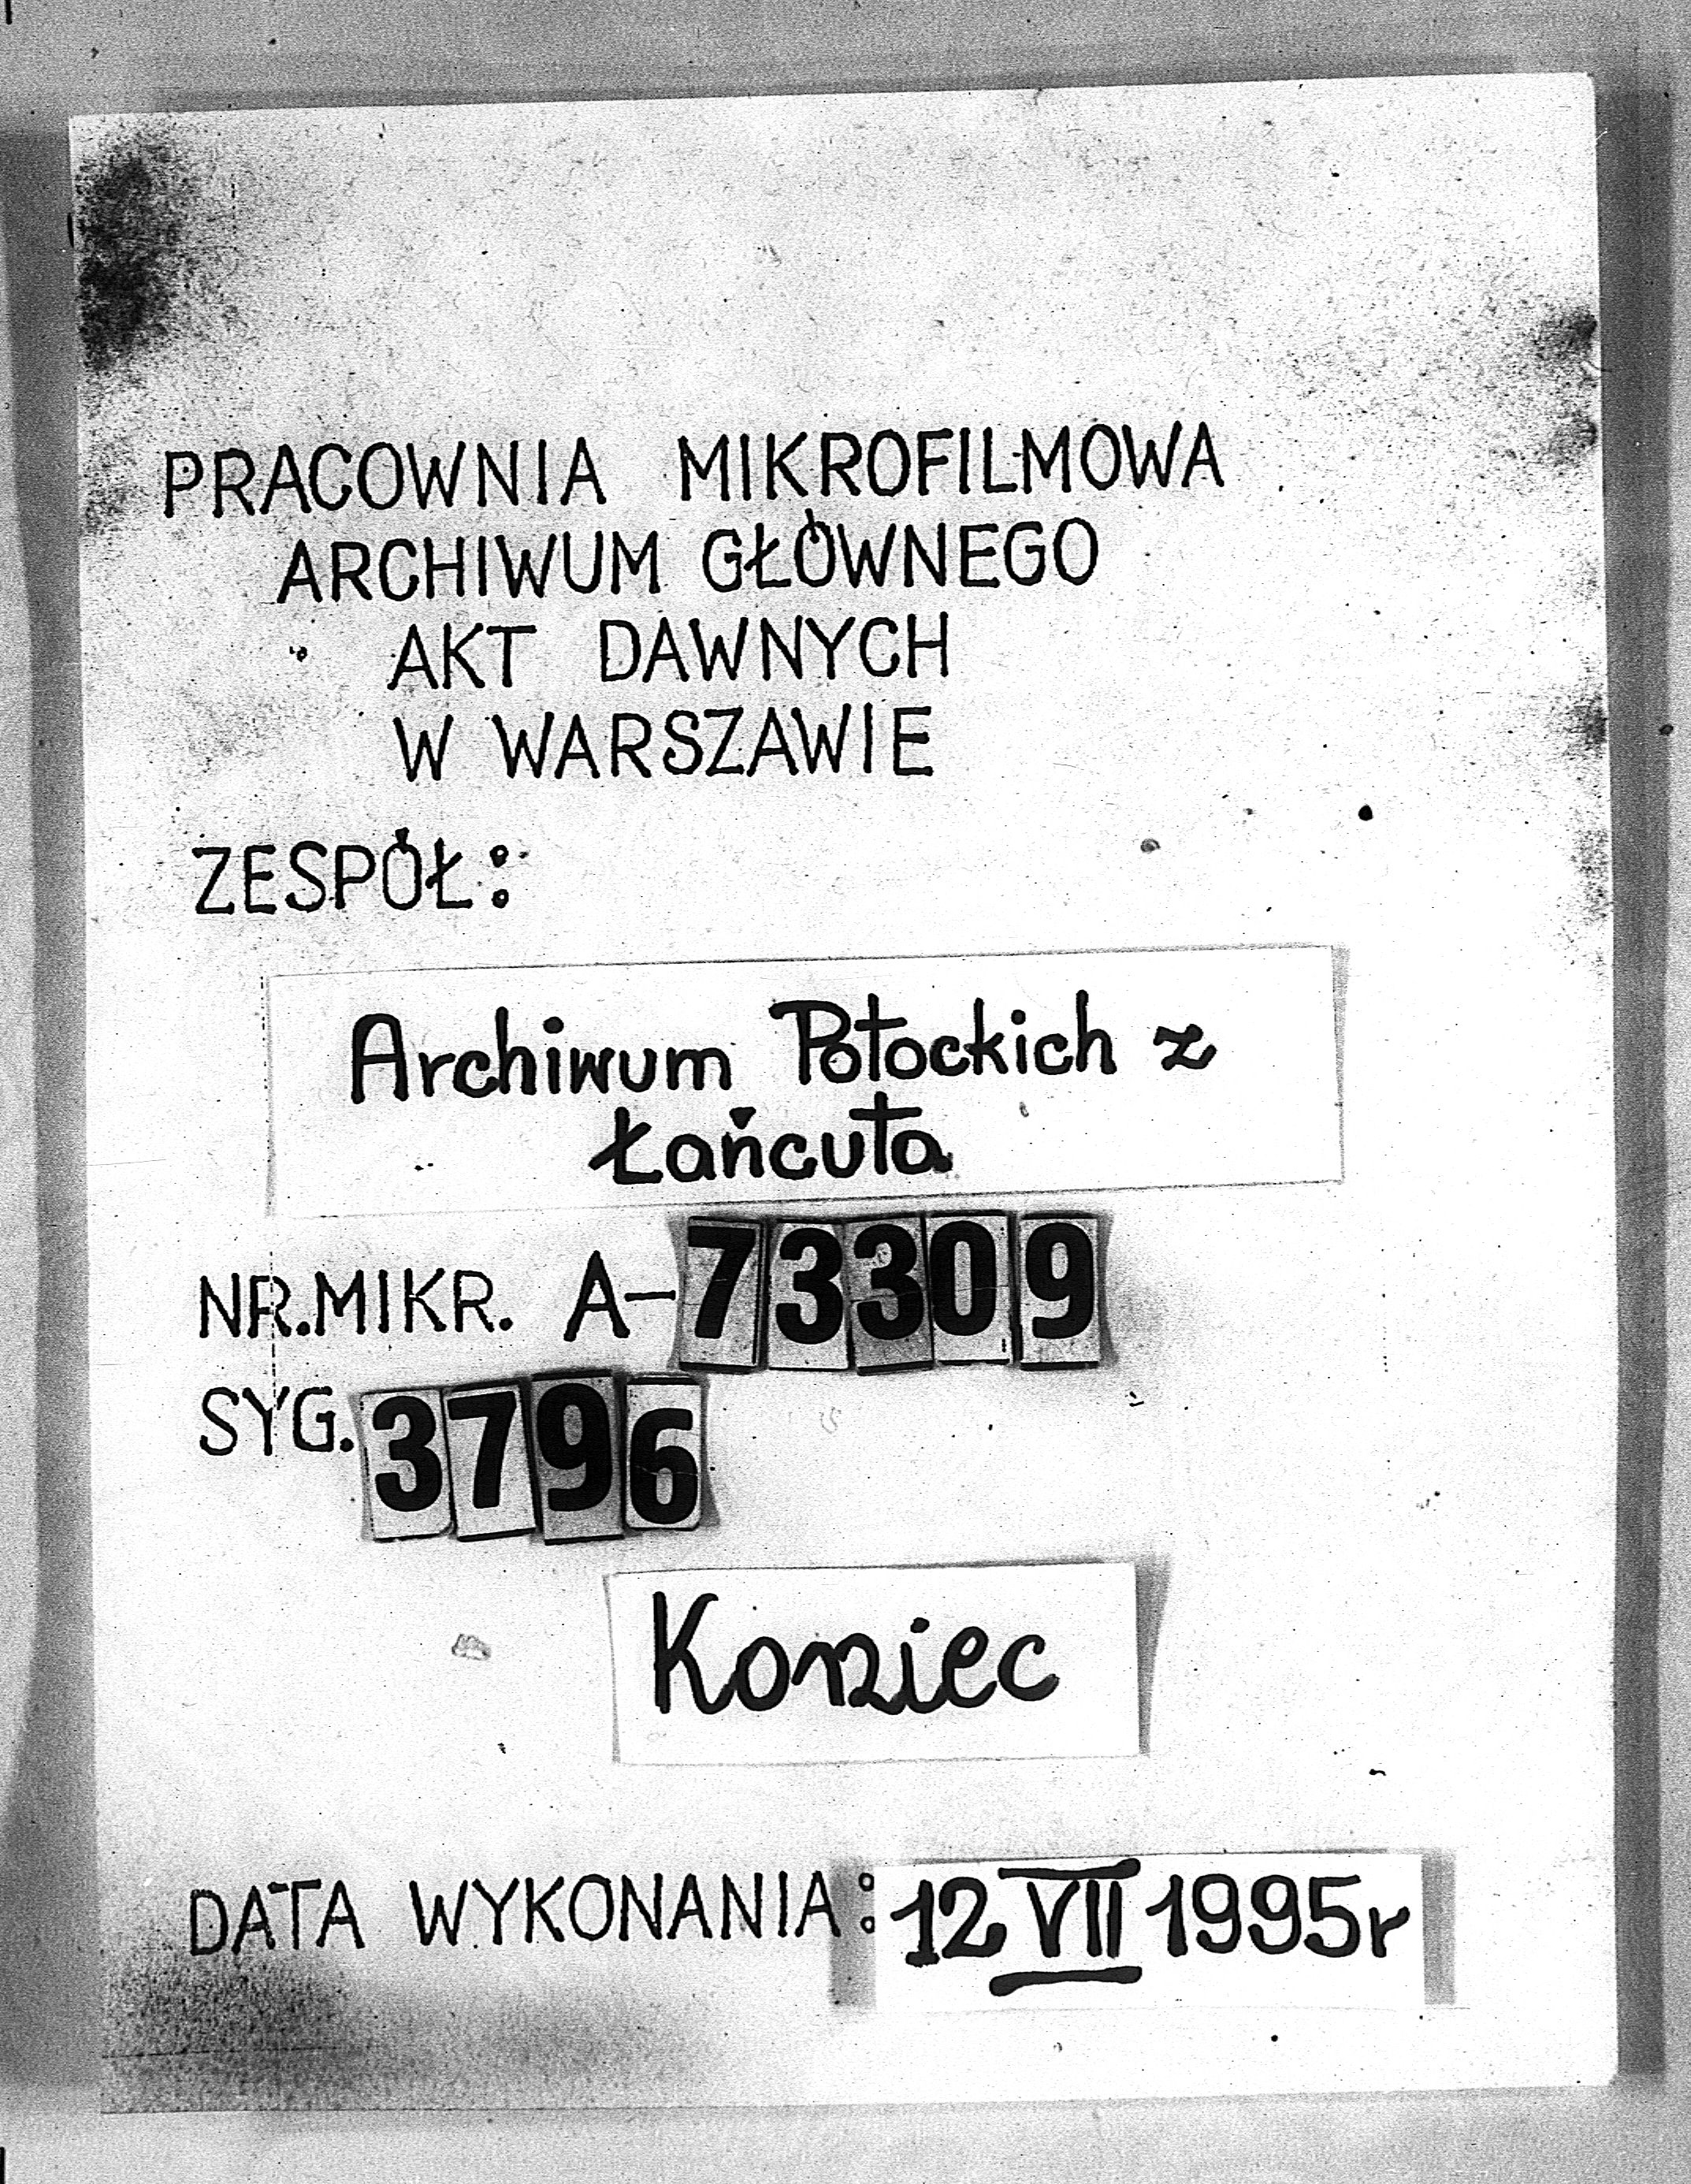 PRACOWNIA MIKROFILMOWA
ARCHIWUM GŁÓWNEGO
AKT DAWNYCH
W WARSZAWIE
ZESPÓŁ:
Archiwum Potockich z
Łańcuta
NR.MIKR. A-73309
SYG. 3796
Koniec
DATA WYKONANIA: 12 VII 1995r